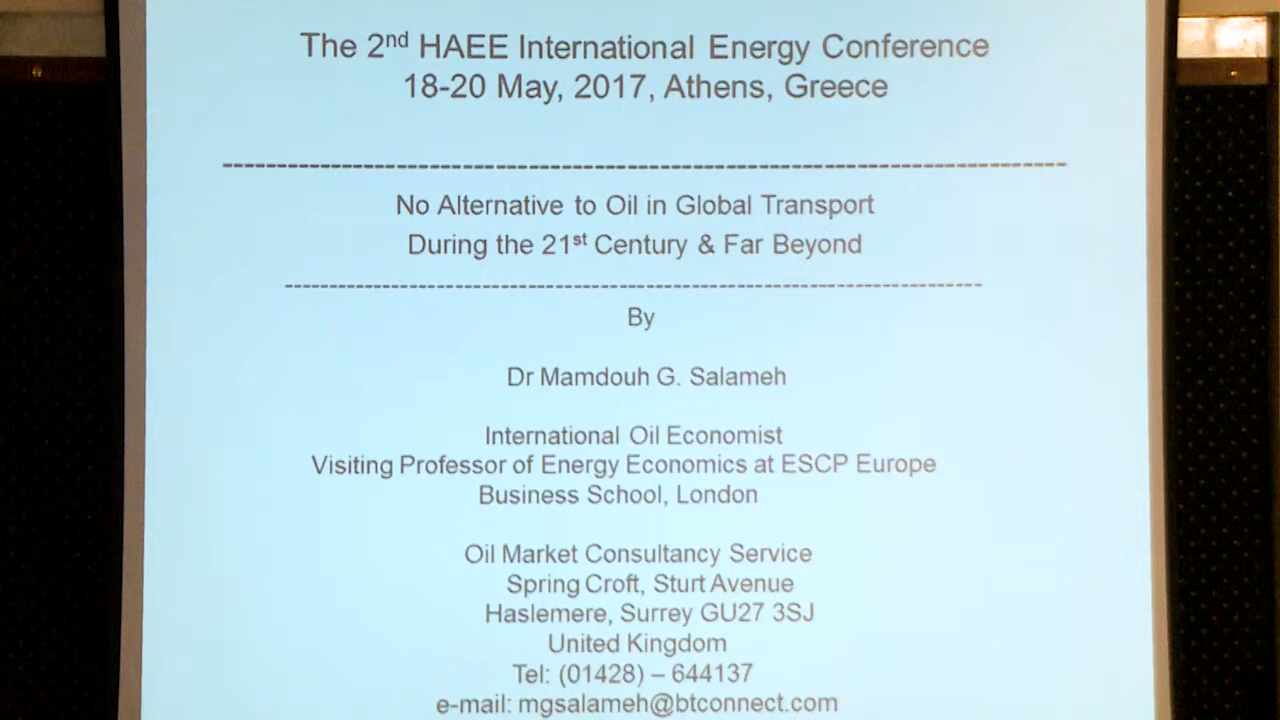 The 2nd HAEE International Energy Conference
18-20 May, 2017, Athens, Greece
--------------------------------------------------------------------------------------------
No Alternative to Oil in Global Transport
During the 21st Century & Far Beyond
--------------------------------------------------------------------------------------------
By
Dr Mamdouh G. Salameh
International Oil Economist
Visiting Professor of Energy Economics at ESCP Europe
Business School, London
Oil Market Consultancy Service
Spring Croft, Sturt Avenue
Haslemere, Surrey GU27 3SJ
United Kingdom
Tel: (01428) – 644137
e-mail: mgsalameh@btconnect.com